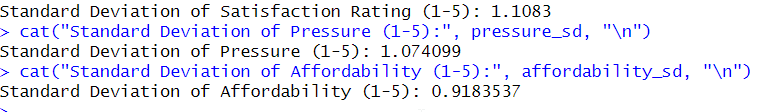 Standard Deviation of Satisfaction Rating (1-5): 1.1083
> cat("Standard Deviation of Pressure (1-5):", pressure_sd, "\n")
Standard Deviation of Pressure (1-5): 1.074099
> cat("Standard Deviation of Affordability (1-5):", affordability_sd, "\n")
Standard Deviation of Affordability (1-5): 0.9183537
>